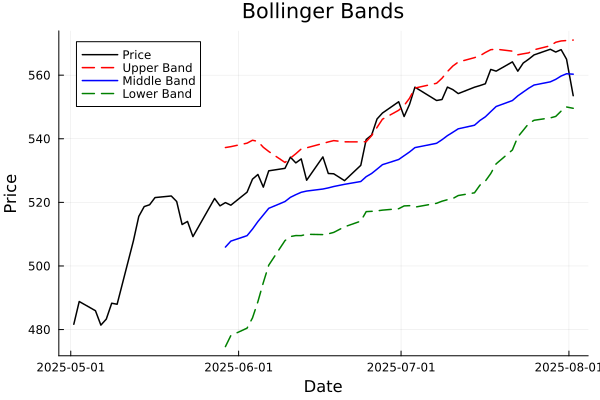 Bollinger Bands
Price
Upper Band
Middle Band
Lower Band
560
540
520
500
480
Price
2025-05-01
2025-06-01
2025-07-01
2025-08-01
Date